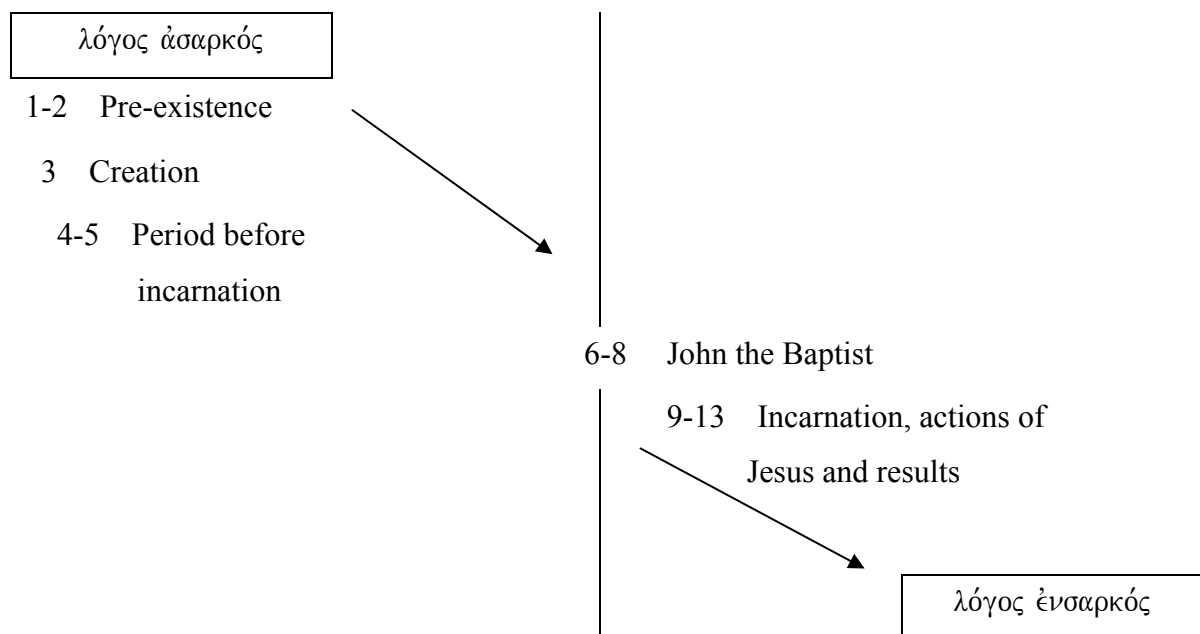 λόγος ἀσαρκός
1-2 Pre-existence
3 Creation
4-5 Period before
incarnation
6-8 John the Baptist
9-13 Incarnation, actions of
Jesus and results
λόγος ἐνσαρκός